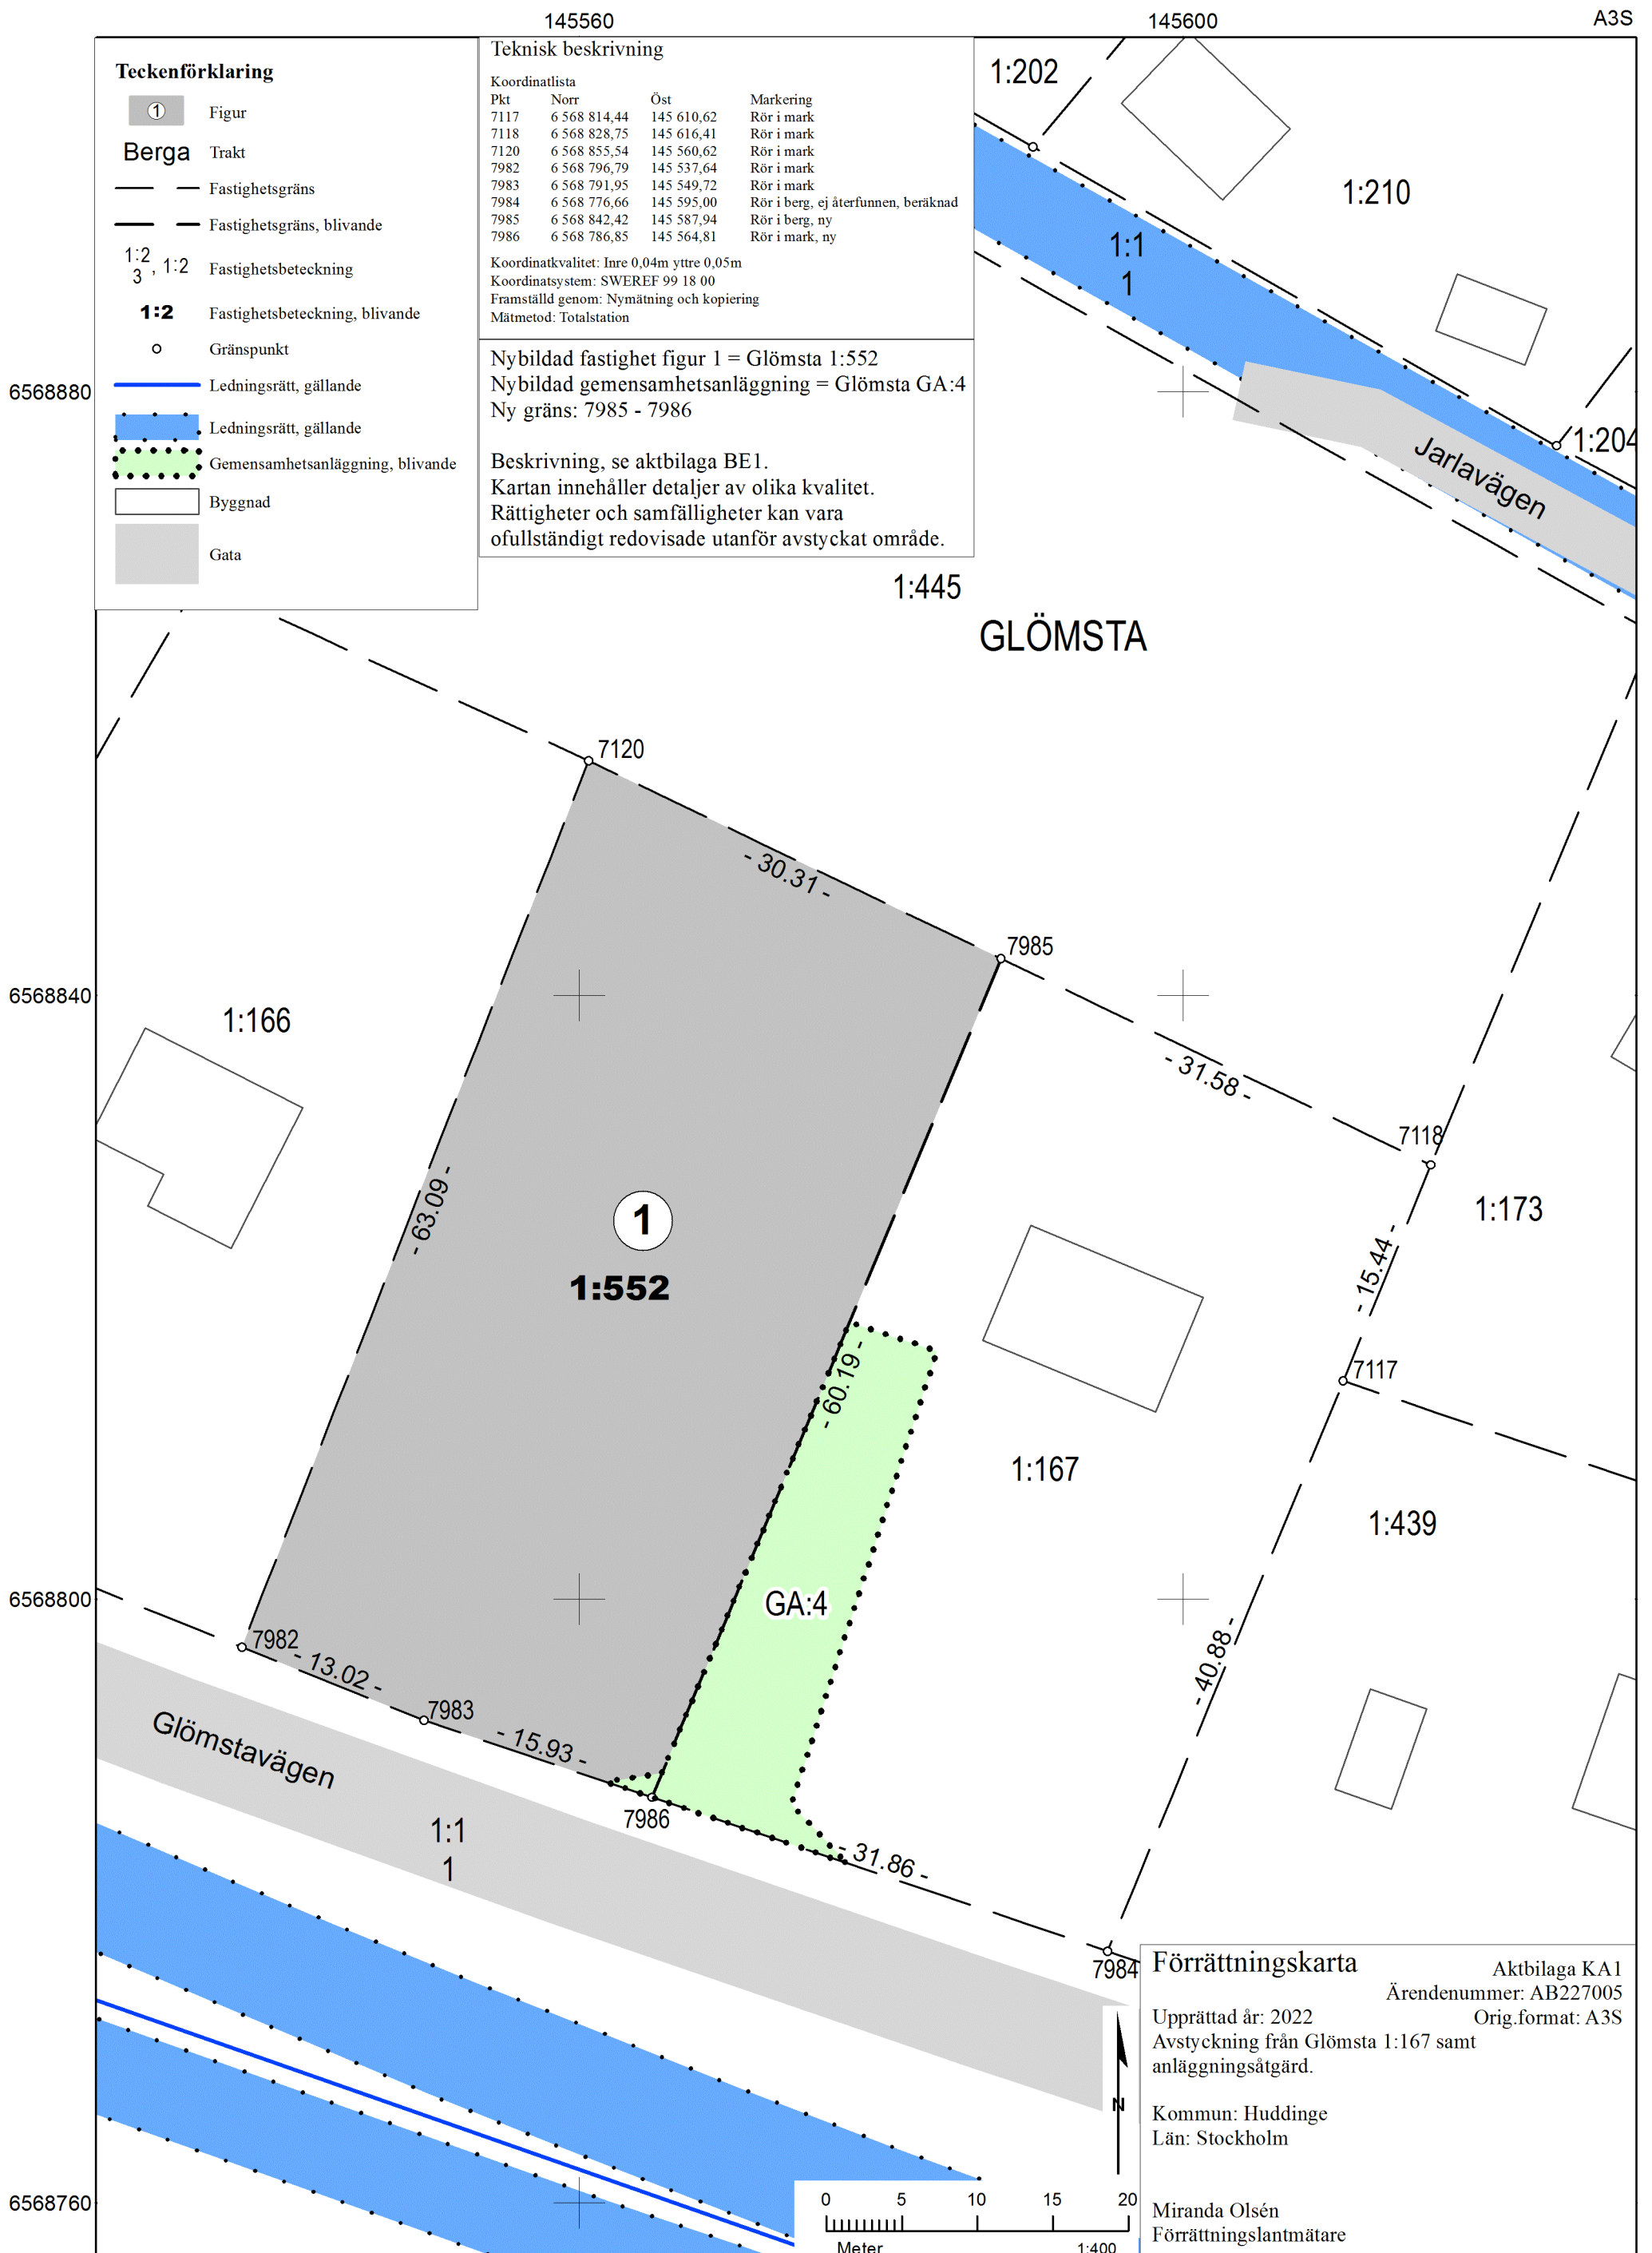 145560
145600
A3S
Teckenförklaring
1 Figur
Berga Trakt
Fastighetsgräns
Fastighetsgräns, blivande
1:2
3 , 1:2 Fastighetsbeteckning
1:2 Fastighetsbeteckning, blivande
Gränspunkt
Ledningsrätt, gällande
Ledningsrätt, gällande
Gemensamhetsanläggning, blivande
Byggnad
Gata
Teknisk beskrivning
Koordinatlista
Pkt Norr Öst Markering
7117 6 568 814,44 145 610,62 Rör i mark
7118 6 568 828,75 145 616,41 Rör i mark
7120 6 568 855,54 145 560,62 Rör i mark
7982 6 568 796,79 145 537,64 Rör i mark
7983 6 568 791,95 145 549,72 Rör i mark
7984 6 568 776,66 145 595,00 Rör i berg, ej återfunnen, beräknad
7985 6 568 842,42 145 587,94 Rör i berg, ny
7986 6 568 786,85 145 564,81 Rör i mark, ny
Koordinatkvalitet: Inre 0,04m yttre 0,05m
Koordinatsystem: SWEREF 99 18 00
Framställd genom: Nymätning och kopiering
Mätmetod: Totalstation
Nybildad fastighet figur 1 = Glömsta 1:552
Nybildad gemensamhetsanläggning = Glömsta GA:4
Ny gräns: 7985 - 7986
Beskrivning, se aktbilaga BE1.
Kartan innehåller detaljer av olika kvalitet.
Rättigheter och samfälligheter kan vara
ofullständigt redovisade utanför avstyckat område.
1:202
1:210
1:1
1
6568880
1:204
Jarlavägen
1:445
GLÖMSTA
7120
- 30.31 -
7985
6568840
1:166
- 31.58 -
7118
- 63.09 -
1
1:173
- 15.44 -
1:552
- 60.19 -
7117
1:167
1:439
6568800
GA:4
7982
- 13.02 -
- 40.88 -
7983
Glömstavägen
- 15.93 -
7986
1:1
1
- 31.86 -
7984
Förrättningskarta
Aktbilaga KA1
Ärendenummer: AB227005
Upprättad år: 2022 Orig.format: A3S
Avstyckning från Glömsta 1:167 samt
anläggningsåtgärd.
N
Kommun: Huddinge
Län: Stockholm
6568760
0 5 10 15 20
Meter 1:400
Miranda Olsén
Förrättningslantmätare